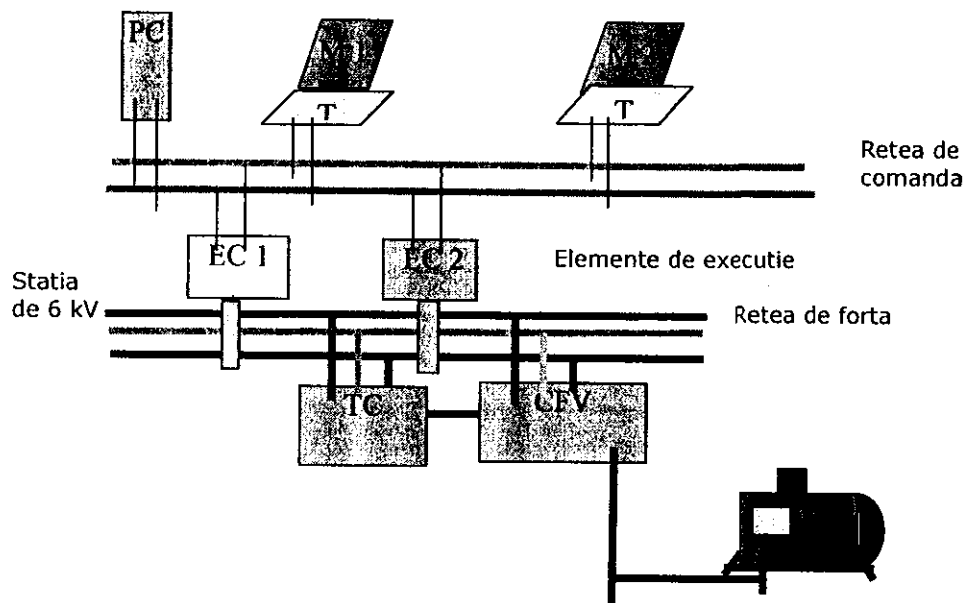 PC
M 1
T
T
Retea de
comanda
EC 1
EC 2
Elemente de executie
Statia
de 6 kV
Retea de forta
TC
CFV